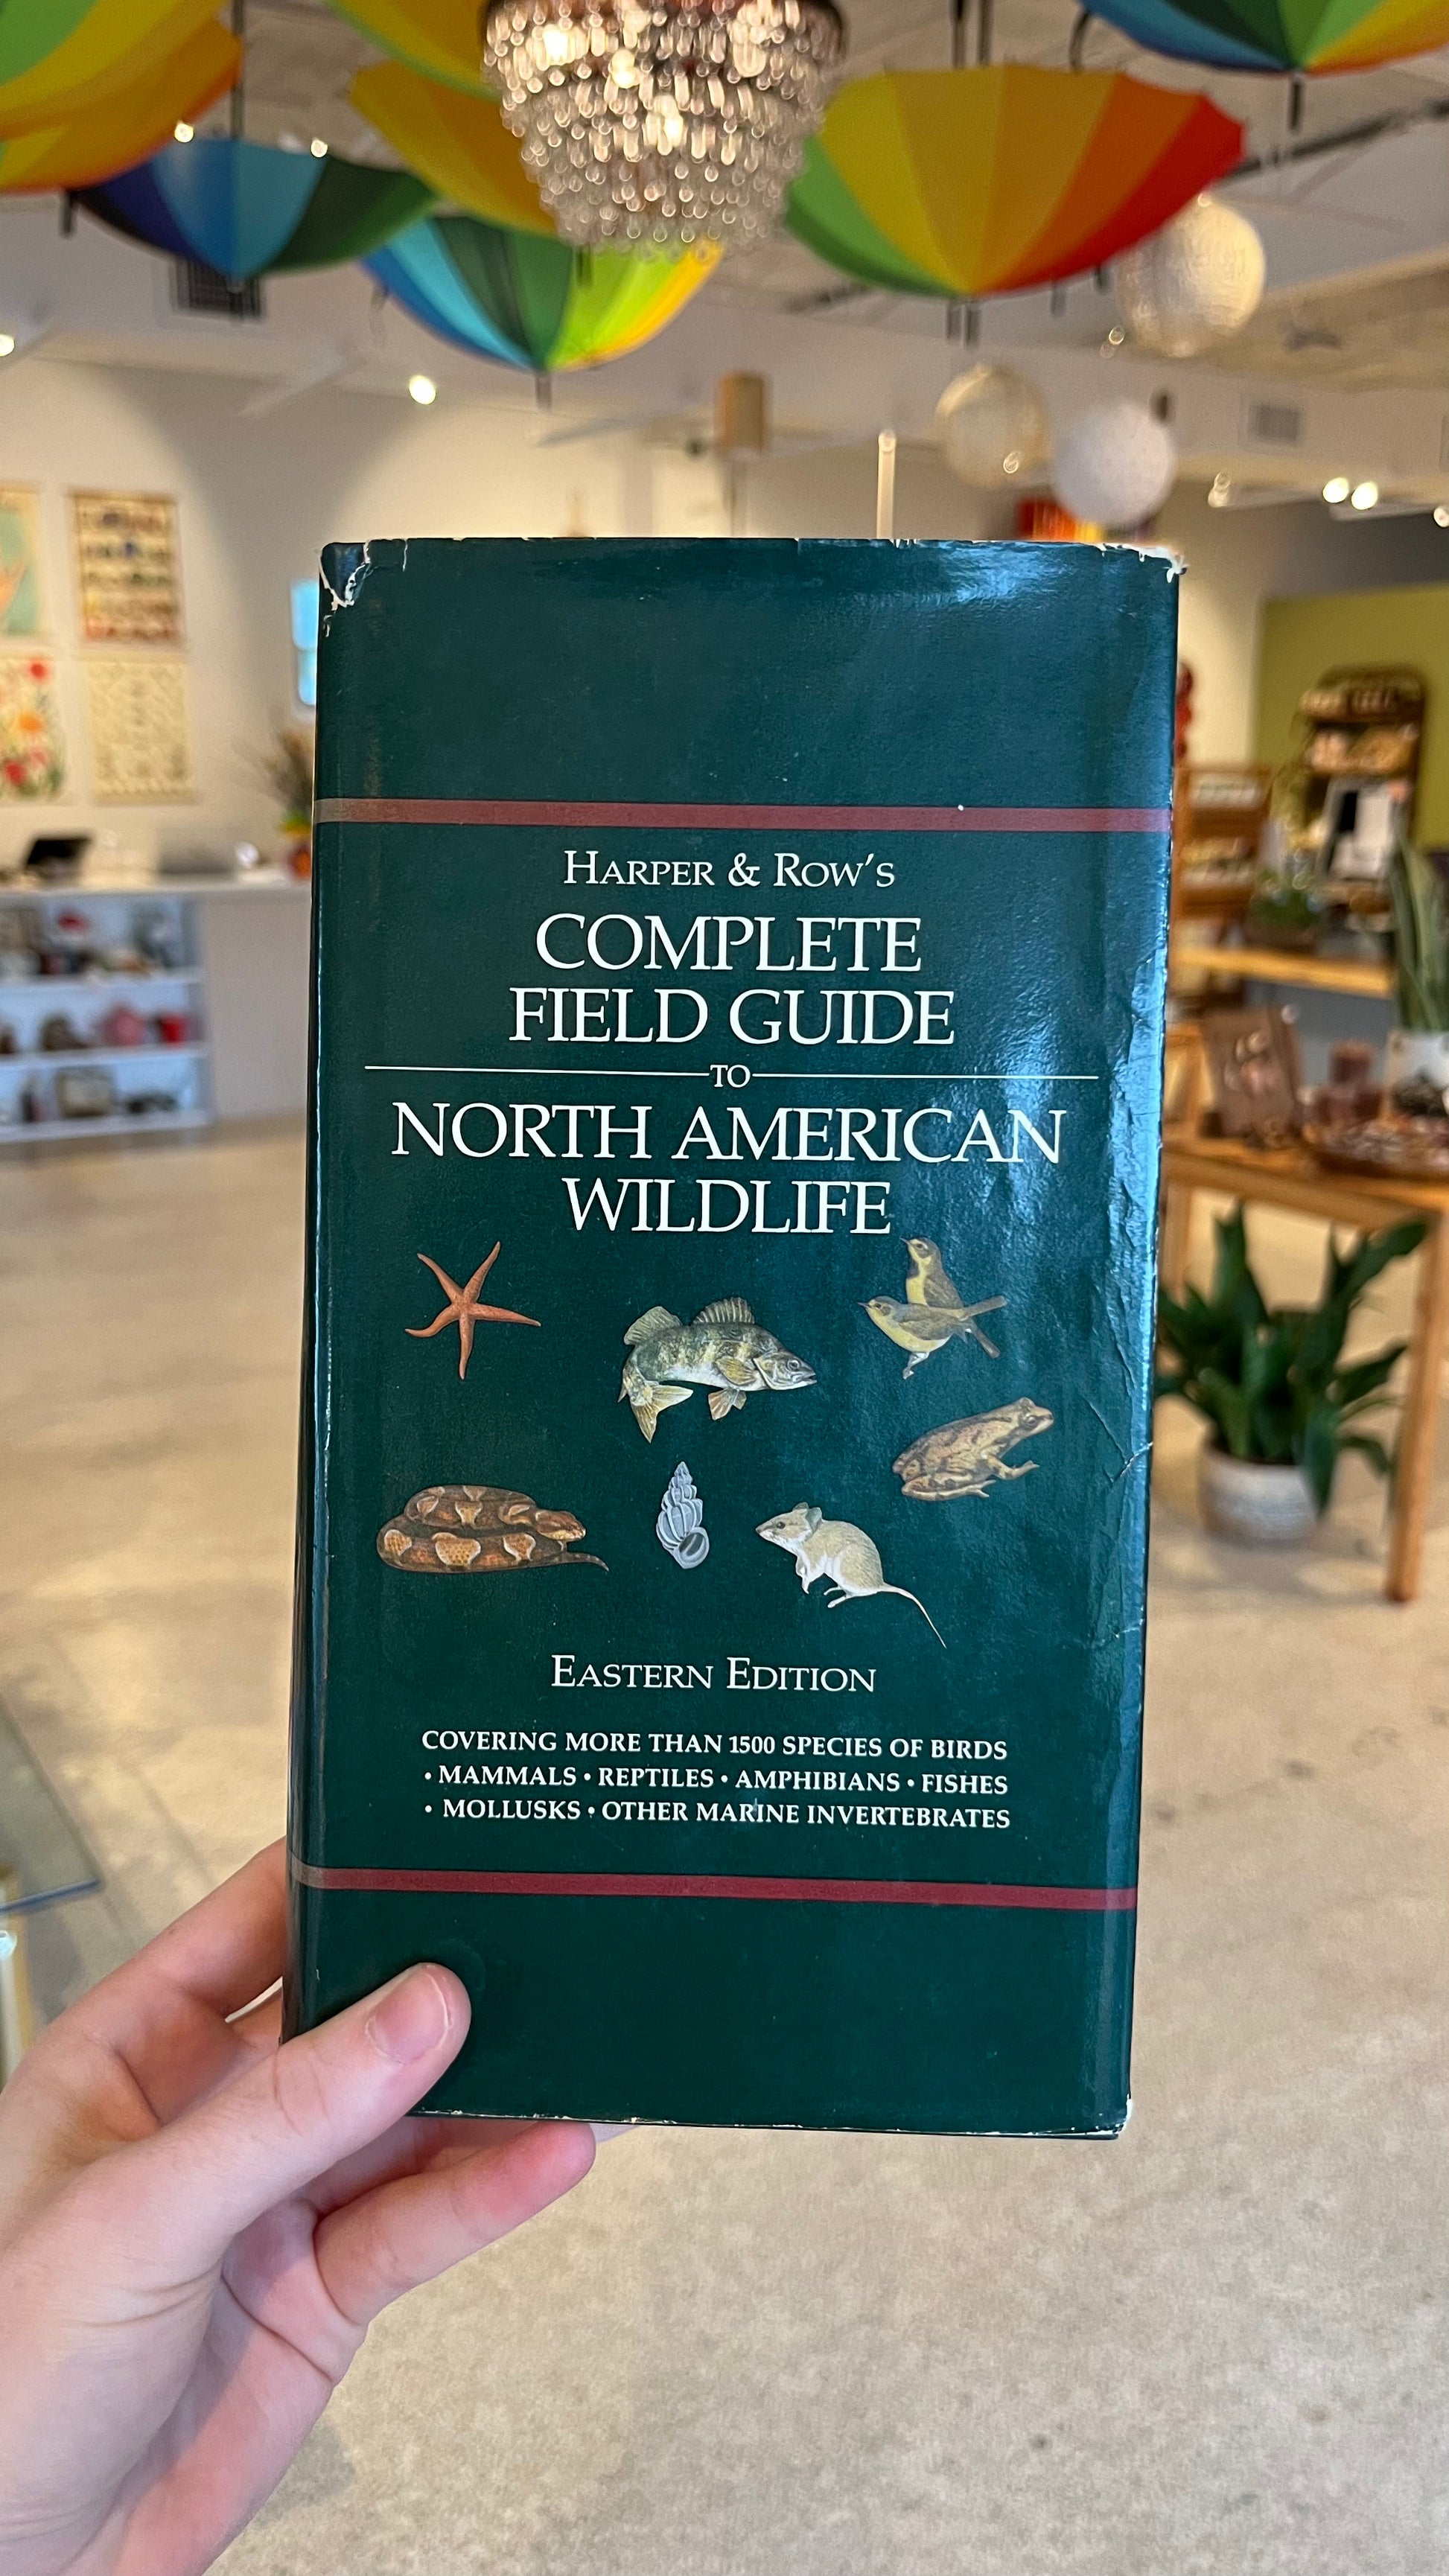 HARPER & ROW'S
COMPLETE
FIELD GUIDE
TO
NORTH AMERICAN
WILDLIFE
EASTERN EDITION
COVERING MORE THAN 1500 SPECIES OF BIRDS
• MAMMALS • REPTILES • AMPHIBIANS • FISHES
• MOLLUSKS • OTHER MARINE INVERTEBRATES